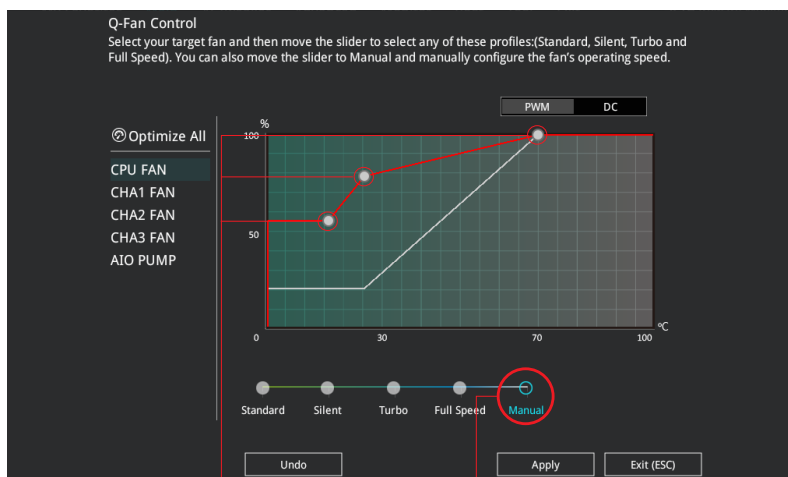 Q-Fan Control
Select your target fan and then move the slider to select any of these profiles:(Standard, Silent, Turbo and
Full Speed). You can also move the slider to Manual and manually configure the fan's operating speed.
PWM DC
%
Optimize All
100
CPU FAN
CHA1 FAN
CHA2 FAN
CHA3 FAN
AIO PUMP
50
0 30 70 100
ºC
Standard Silent Turbo Full Speed Manual
Undo Apply Exit (ESC)